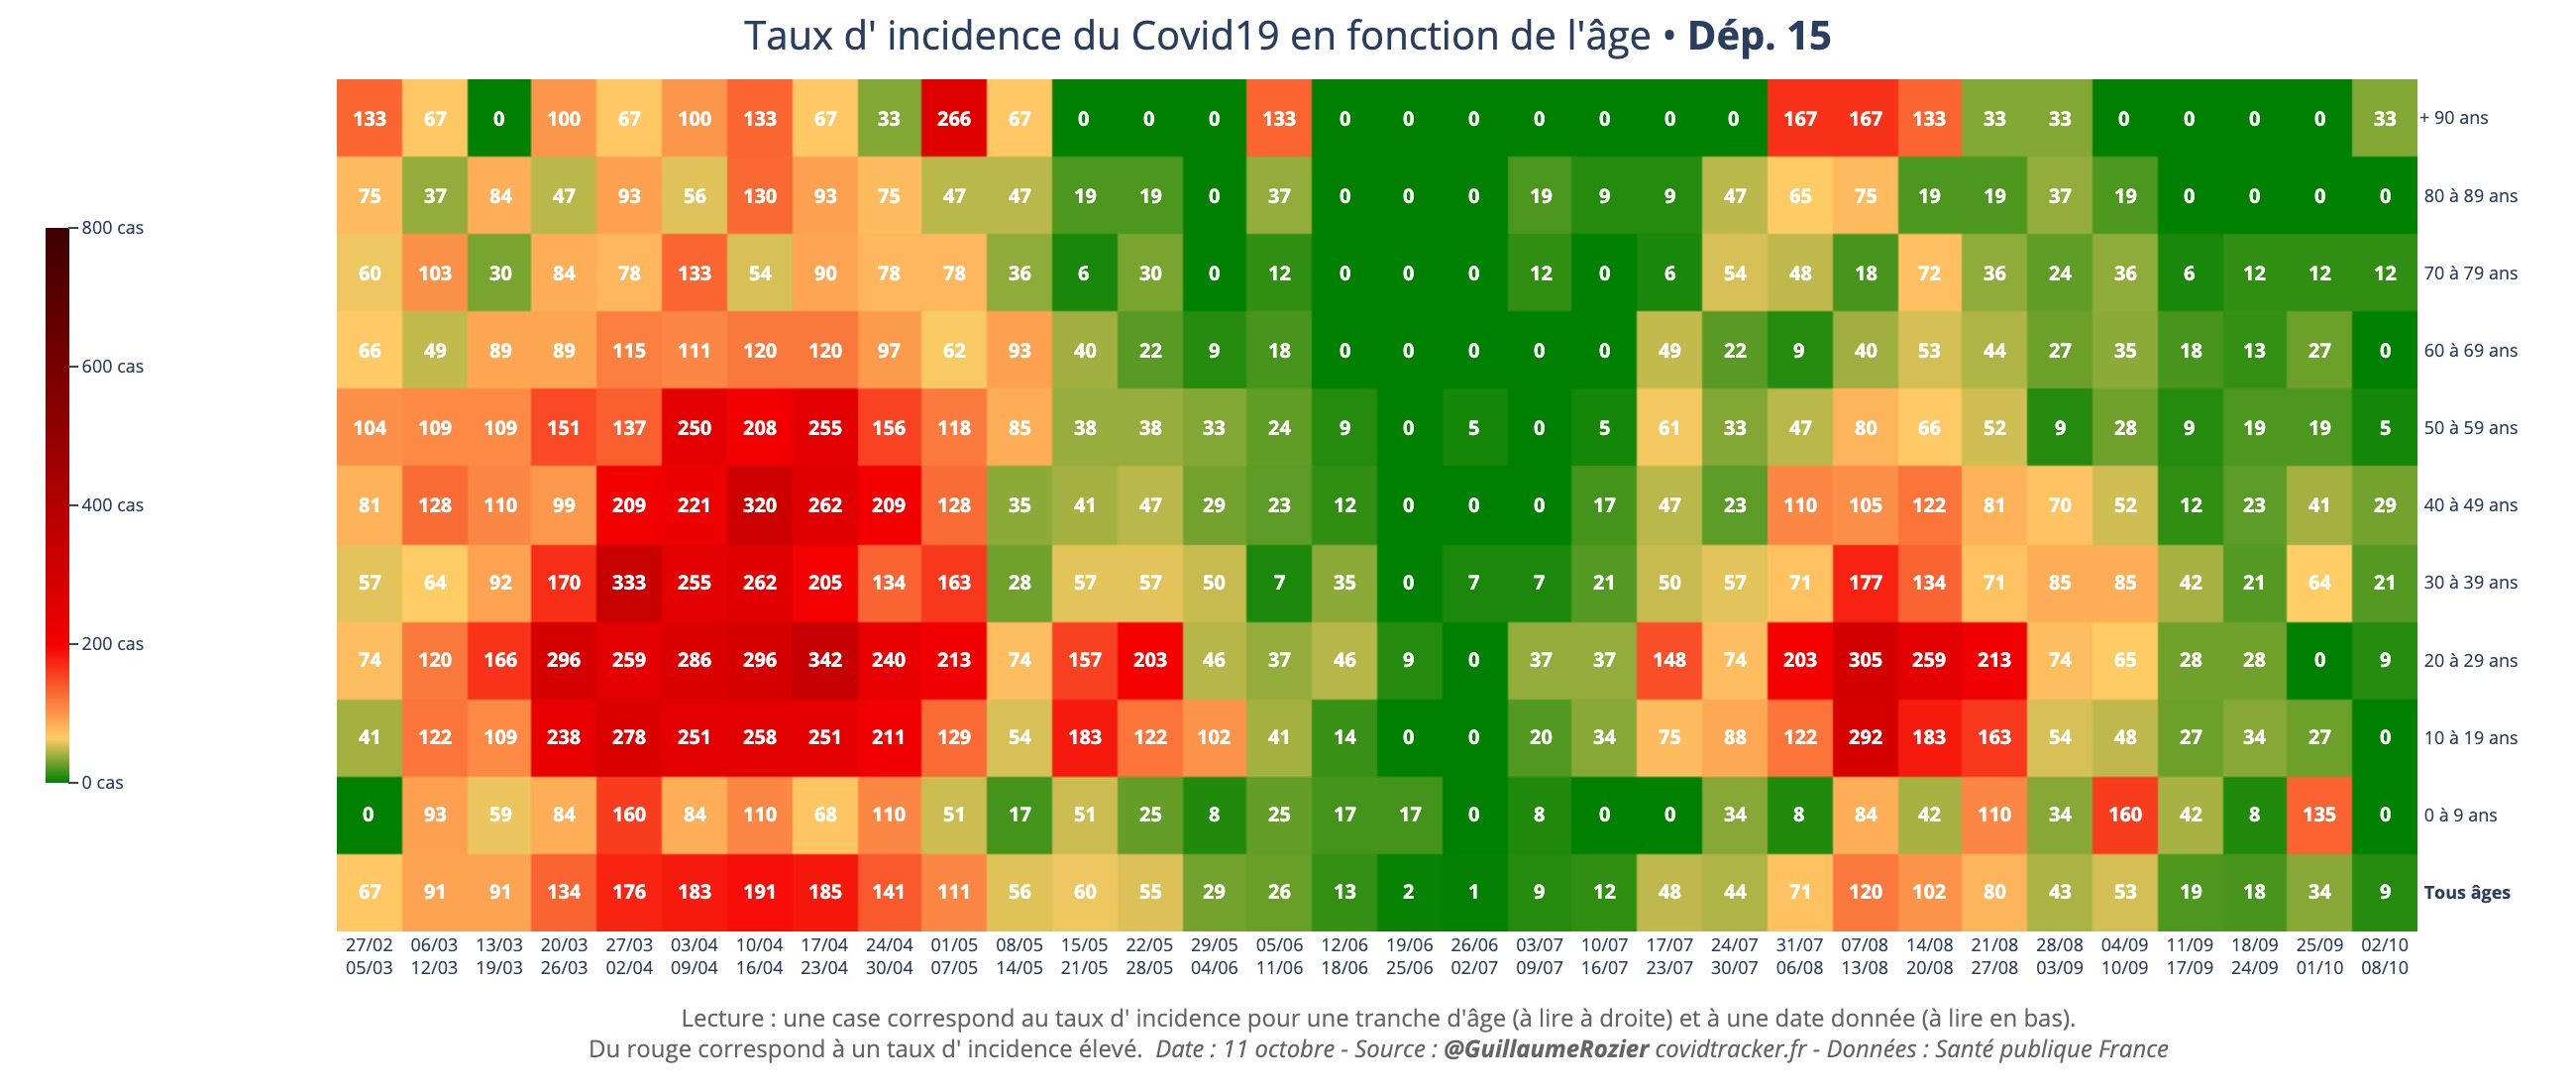 Taux d' incidence du Covid19 en fonction de l'âge • Dép. 15
800 cas
600 cas
400 cas
200 cas
0 cas
133 67 0 100 67 100 133 67 33 266 67 0 0 0 133 0 0 0 0 0 0 0 167 167 133 33 33 0 0 0 0 33 + 90 ans
75 37 84 47 93 56 130 93 75 47 47 19 19 0 37 0 0 0 19 9 9 47 65 75 19 19 37 19 0 0 0 0 80 à 89 ans
60 103 30 84 78 133 54 90 78 78 36 6 30 0 12 0 0 0 12 0 6 54 48 18 72 36 24 36 6 12 12 12 70 à 79 ans
66 49 89 89 115 111 120 120 97 62 93 40 22 9 18 0 0 0 0 0 49 22 9 40 53 44 27 35 18 13 27 0 60 à 69 ans
104 109 109 151 137 250 208 255 156 118 85 38 38 33 24 9 0 5 0 5 61 33 47 80 66 52 9 28 9 19 19 5 50 à 59 ans
81 128 110 99 209 221 320 262 209 128 35 41 47 29 23 12 0 0 0 17 47 23 110 105 122 81 70 52 12 23 41 29 40 à 49 ans
57 64 92 170 333 255 262 205 134 163 28 57 57 50 7 35 0 7 7 21 50 57 71 177 134 71 85 85 42 21 64 21 30 à 39 ans
74 120 166 296 259 286 296 342 240 213 74 157 203 46 37 46 9 0 37 37 148 74 203 305 259 213 74 65 28 28 0 9 20 à 29 ans
41 122 109 238 278 251 258 251 211 129 54 183 122 102 41 14 0 0 20 34 75 88 122 292 183 163 54 48 27 34 27 0 10 à 19 ans
0 93 59 84 160 84 110 68 110 51 17 51 25 8 25 17 17 0 8 0 0 34 8 84 42 110 34 160 42 8 135 0 0 à 9 ans
67 91 91 134 176 183 191 185 141 111 56 60 55 29 26 13 2 1 9 12 48 44 71 120 102 80 43 53 19 18 34 9 Tous âges
27/02 06/03 13/03 20/03 27/03 03/04 10/04 17/04 24/04 01/05 08/05 15/05 22/05 29/05 05/06 12/06 19/06 26/06 03/07 10/07 17/07 24/07 31/07 07/08 14/08 21/08 28/08 04/09 11/09 18/09 25/09 02/10
05/03 12/03 19/03 26/03 02/04 09/04 16/04 23/04 30/04 07/05 14/05 21/05 28/05 04/06 11/06 18/06 25/06 02/07 09/07 16/07 23/07 30/07 06/08 13/08 20/08 27/08 03/09 10/09 17/09 24/09 01/10 08/10
Lecture : une case correspond au taux d' incidence pour une tranche d'âge (à lire à droite) et à une date donnée (à lire en bas).
Du rouge correspond à un taux d' incidence élevé. Date : 11 octobre - Source : @GuillaumeRozier covidtracker.fr - Données : Santé publique France